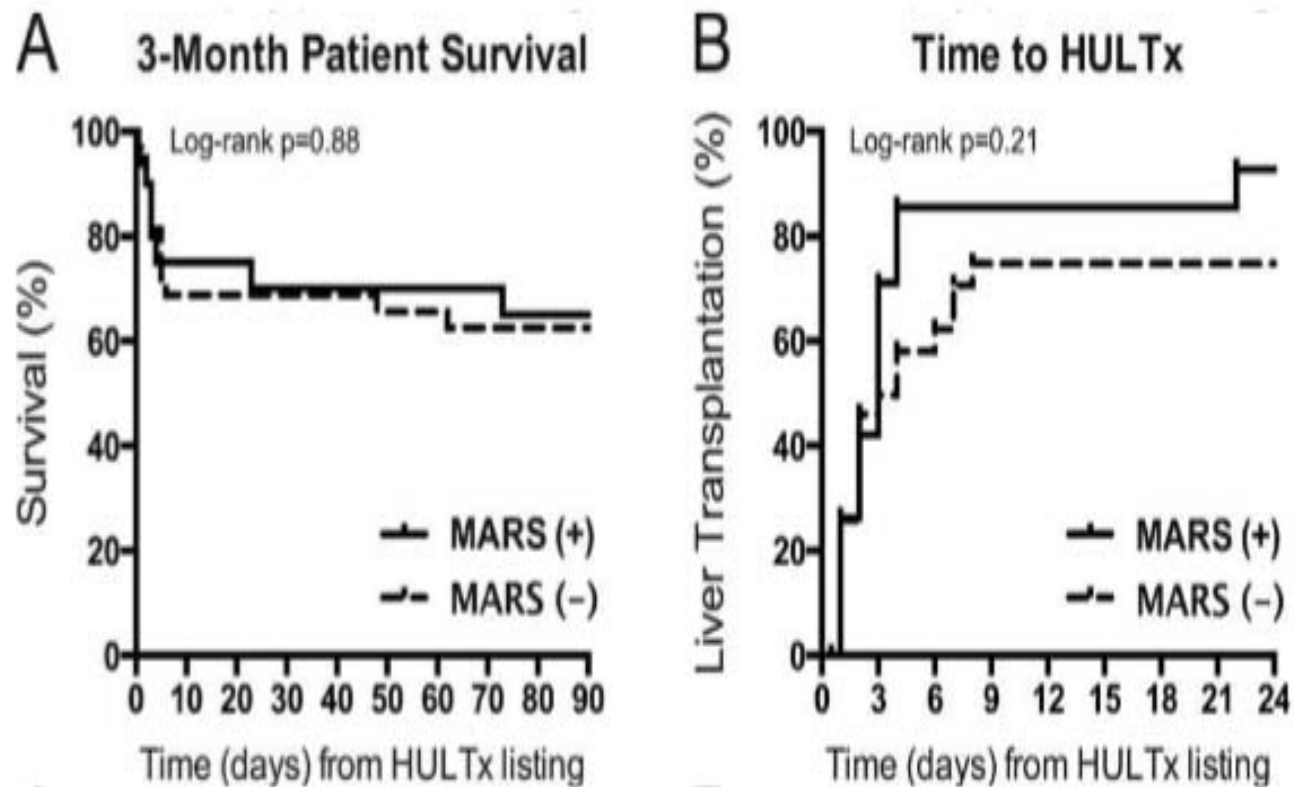 A 3-Month Patient Survival
Log-rank p=0.88
Survival (%)
100
80
60
40
20
0
0 10 20 30 40 50 60 70 80 90
Time (days) from HULTx listing
MARS (+)
MARS (–)
B Time to HULTx
Log-rank p=0.21
Liver Transplantation (%)
100
80
60
40
20
0
0 3 6 9 12 15 18 21 24
Time (days) from HULTx listing
MARS (+)
MARS (–)